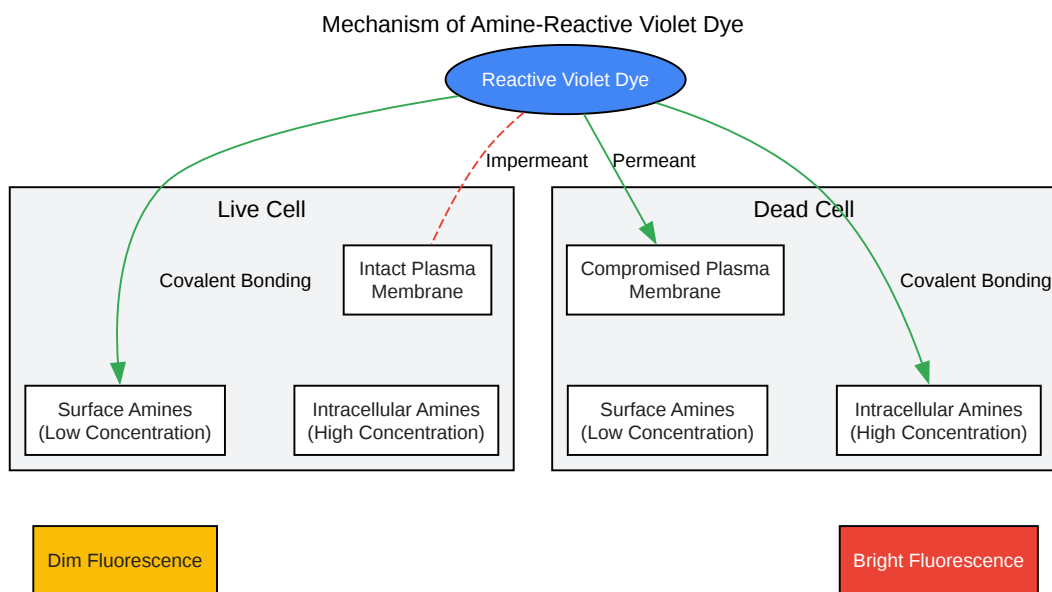 Mechanism of Amine-Reactive Violet Dye
Reactive Violet Dye
Impermeant
Permeant
Live Cell
Intact Plasma
Membrane
Covalent Bonding
Surface Amines
(Low Concentration)
Intracellular Amines
(High Concentration)
Dead Cell
Compromised Plasma
Membrane
Covalent Bonding
Surface Amines
(Low Concentration)
Intracellular Amines
(High Concentration)
Dim Fluorescence
Bright Fluorescence